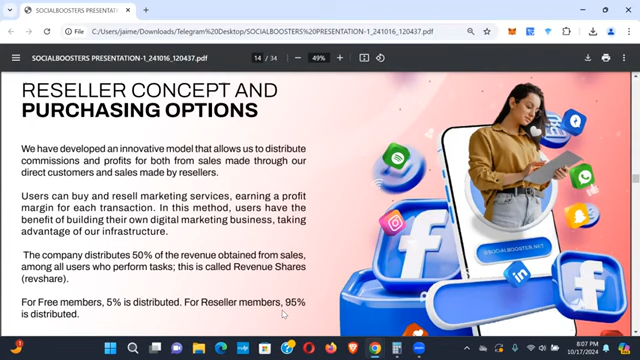 SOCIALBOOSTERS PRESENTAT
C:/Users/jaime/Downloads/Telegram%20Desktop/SOCIALBOOSTERS%20PRESENTATION-1_241016_120437.pdf
SOCIALBOOSTERS PRESENTATION-1_241016_120437.pdf
14 / 34
49%
RESELLER CONCEPT AND
PURCHASING OPTIONS
We have developed an innovative model that allows us to distribute
commissions and profits for both from sales made through our
direct customers and sales made by resellers.
Users can buy and resell marketing services, earning a profit
margin for each transaction. In this method, users have the
benefit of building their own digital marketing business, taking
advantage of our infrastructure.
The company distributes 50% of the revenue obtained from sales,
among all users who perform tasks; this is called Revenue Shares
(revshare).
For Free members, 5% is distributed. For Reseller members, 95%
is distributed.
@SOCIALBOOSTER.NET
8:07 PM
10/17/2024